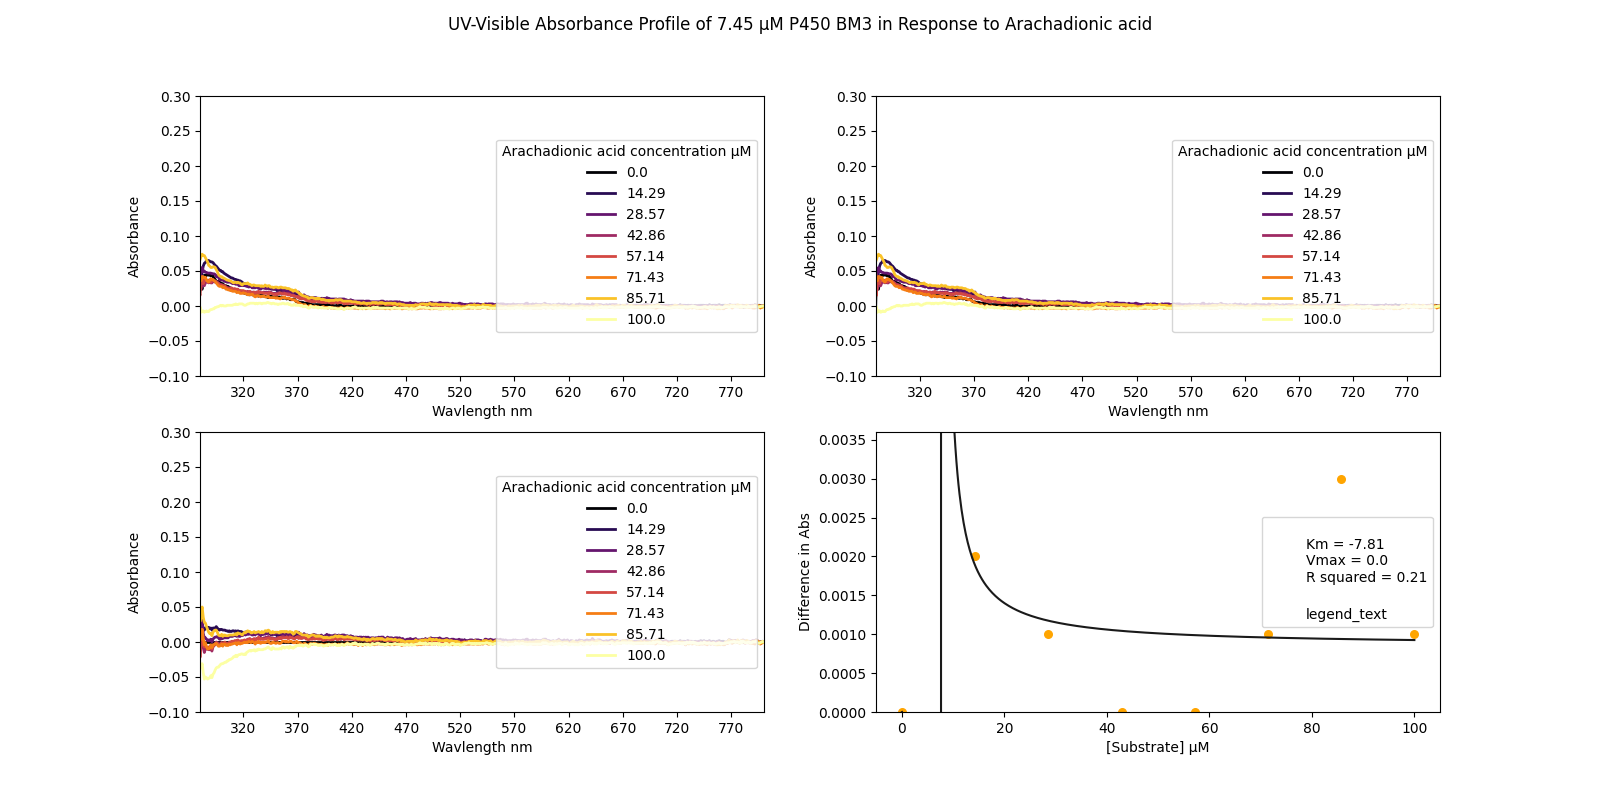 UV-Visible Absorbance Profile of 7.45 μM P450 BM3 in Response to Arachadionic acid
0.30
0.25
0.20
0.15
0.10
0.05
0.00
−0.05
−0.10
Absorbance
Arachadionic acid concentration μM
0.0
14.29
28.57
42.86
57.14
71.43
85.71
100.0
320 370 420 470 520 570 620 670 720 770
Wavlength nm
0.30
0.25
0.20
0.15
0.10
0.05
0.00
−0.05
−0.10
Absorbance
Arachadionic acid concentration μM
0.0
14.29
28.57
42.86
57.14
71.43
85.71
100.0
320 370 420 470 520 570 620 670 720 770
Wavlength nm
0.30
0.25
0.20
0.15
0.10
0.05
0.00
−0.05
−0.10
Absorbance
Arachadionic acid concentration μM
0.0
14.29
28.57
42.86
57.14
71.43
85.71
100.0
320 370 420 470 520 570 620 670 720 770
Wavlength nm
0.0035
0.0030
0.0025
0.0020
0.0015
0.0010
0.0005
0.0000
Difference in Abs
Km = -7.81
Vmax = 0.0
R squared = 0.21
legend_text
0 20 40 60 80 100
[Substrate] μM